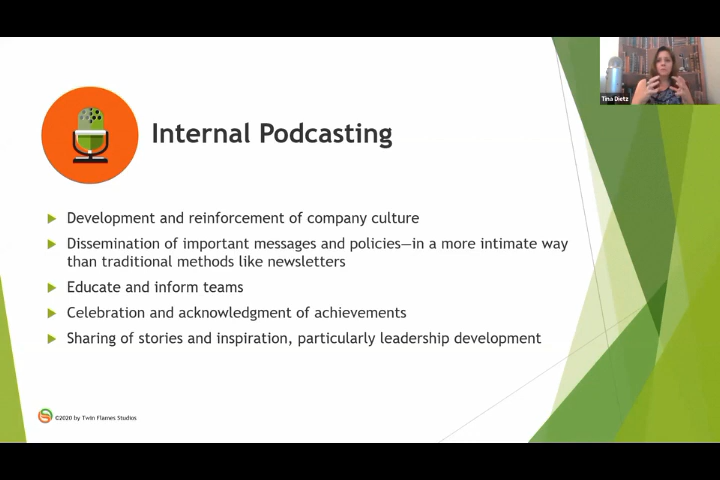 Tina Dietz
Internal Podcasting
Development and reinforcement of company culture
Dissemination of important messages and policies—in a more intimate way
than traditional methods like newsletters
Educate and inform teams
Celebration and acknowledgment of achievements
Sharing of stories and inspiration, particularly leadership development
©2020 by Twin Flames Studios